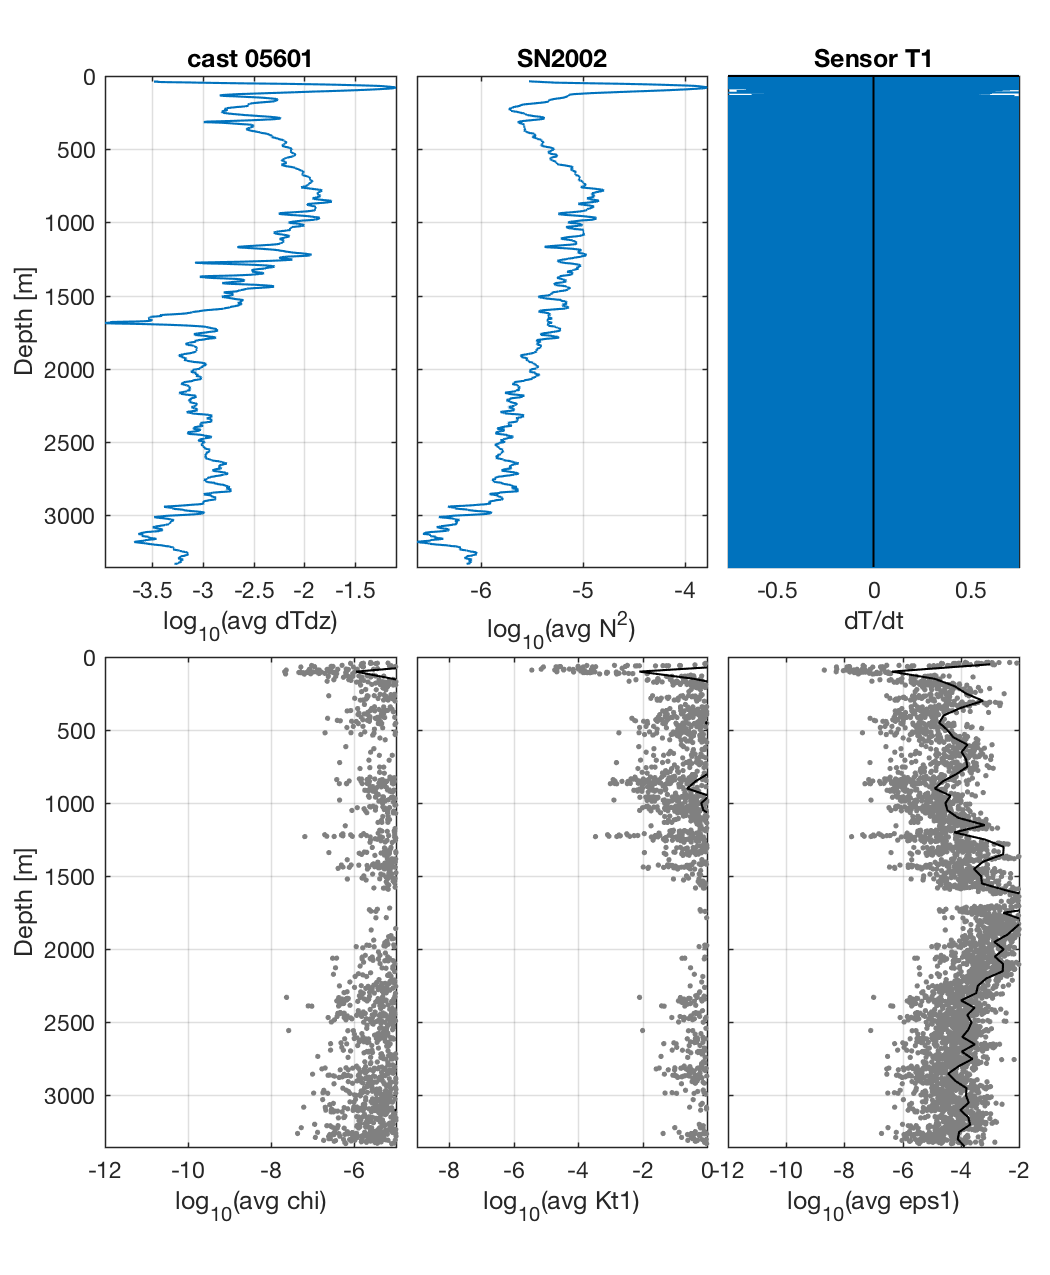 cast 05601
SN2002
Sensor T1
0
500
1000
1500
2000
2500
3000
Depth [m]
-3.5 -3 -2.5 -2 -1.5
-6 -5 -4
-0.5 0 0.5
log10(avg dTdz)
log10(avg N2)
dT/dt
0
500
1000
1500
2000
2500
3000
Depth [m]
-12 -10 -8 -6
-8 -6 -4 -2 0
-12 -10 -8 -6 -4 -2
log10(avg chi)
log10(avg Kt1)
log10(avg eps1)